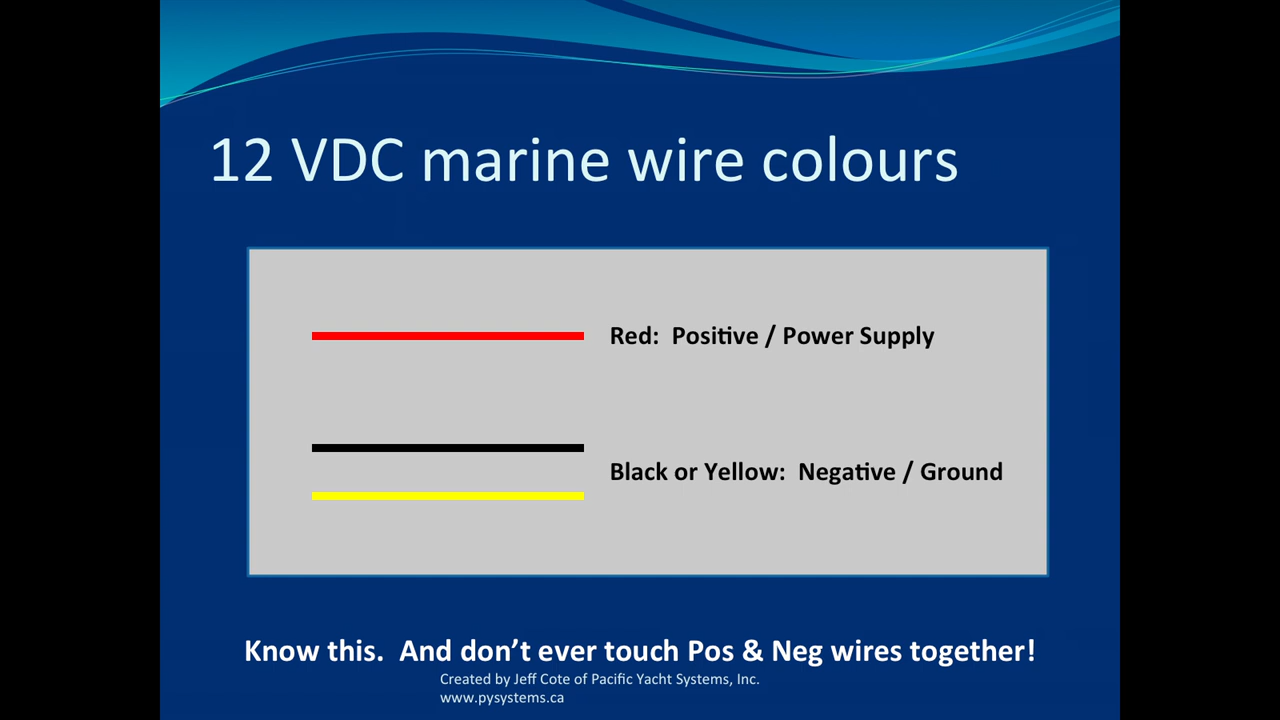 12 VDC marine wire colours
Red:  Positive / Power Supply
Black or Yellow:  Negative / Ground
Know this.  And don’t ever touch Pos & Neg wires together!
Created by Jeff Cote of Pacific Yacht Systems, Inc.
www.pysystems.ca